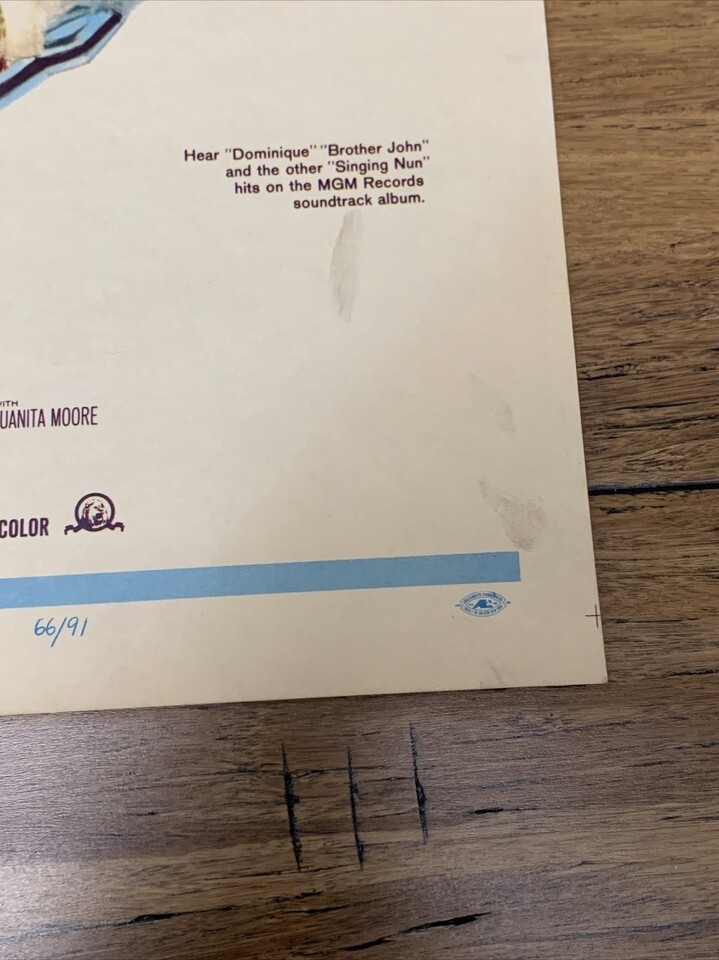 Hear "Dominique" "Brother John"
and the other "Singing Nun"
hits on the MGM Records
soundtrack album.
WITH
UANITA MOORE
COLOR
66/91